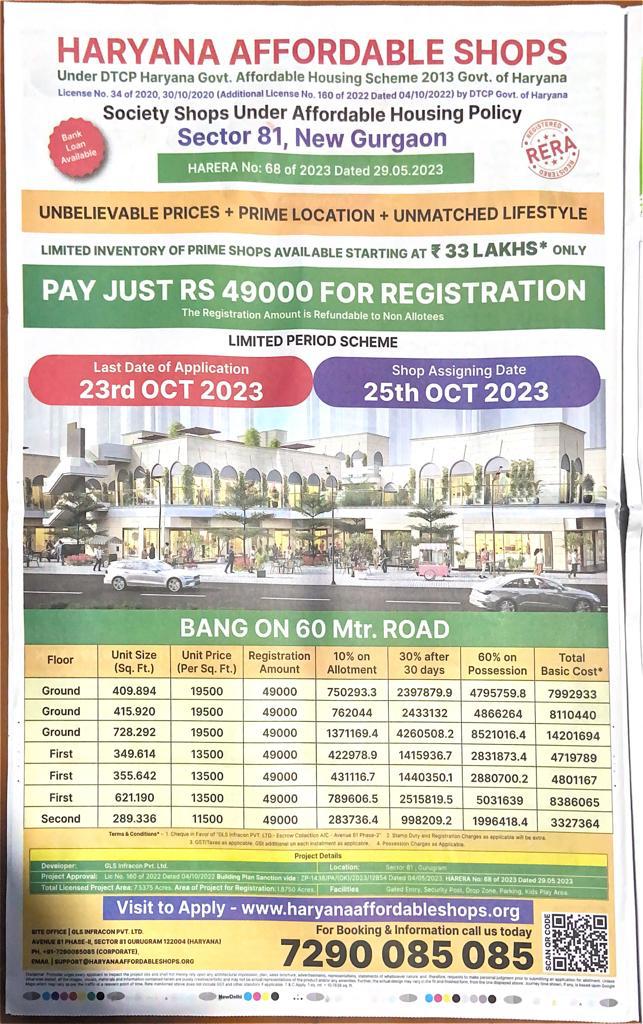 HARYANA AFFORDABLE SHOPS
Under DTCP Haryana Govt. Affordable Housing Scheme 2013 Govt. of Haryana
License No. 34 of 2020, 30/10/2020 (Additional License No. 160 of 2022 Dated 04/10/2022) by DTCP Govt. of Haryana
Society Shops Under Affordable Housing Policy
Sector 81, New Gurgaon
Bank
Loan
Available
REGISTERED
RERA
REGISTERED
HARERA No: 68 of 2023 Dated 29.05.2023
UNBELIEVABLE PRICES + PRIME LOCATION + UNMATCHED LIFESTYLE
LIMITED INVENTORY OF PRIME SHOPS AVAILABLE STARTING AT ₹ 33 LAKHS* ONLY
PAY JUST RS 49000 FOR REGISTRATION
The Registration Amount is Refundable to Non Allotees
LIMITED PERIOD SCHEME
Last Date of Application
23rd OCT 2023
Shop Assigning Date
25th OCT 2023
BANG ON 60 Mtr. ROAD
Floor Unit Size (Sq. Ft.) Unit Price (Per Sq. Ft.) Registration Amount 10% on Allotment 30% after 30 days 60% on Possession Total Basic Cost*
Ground 409.894 19500 49000 750293.3 2397879.9 4795759.8 7992933
Ground 415.920 19500 49000 762044 2433132 4866264 8110440
Ground 728.292 19500 49000 1371169.4 4260508.2 8521016.4 14201694
First 349.614 13500 49000 422978.9 1415936.7 2831873.4 4719789
First 355.642 13500 49000 431116.7 1440350.1 2880700.2 4801167
First 621.190 13500 49000 789606.5 2515819.5 5031639 8386065
Second 289.336 11500 49000 283736.4 998209.2 1996418.4 3327364
Terms & Conditions* - 1. Cheque in Favor of "GLS Infracon PVT. LTD.- Escrow Collection A/C - Avenue 81 Phase-2" 2. Stamp Duty and Registration Charges as applicable will be extra.
3. GST/Taxes as applicable, GSt additional on each instalment as applicable. 4. Possession Charges as Applicable.
Project Details
Developer: GLS Infracon Pvt. Ltd. Location: Sector 81, Gurugram
Project Approval: Lic No. 160 of 2022 Dated 04/10/2022 Building Plan Sanction vide : HARERA No: 68 of 2023 Dated 29.05.2023
Total Licensed Project Area: 7.5375 Acres. Area of Project for Registration: 1.8750 Acres. Facilities Gated Entry, Security Post, Drop Zone, Parking, Kids Play Area.
Visit to Apply - www.haryanaaffordableshops.org
SITE OFFICE | GLS INFRACON PVT. LTD.
AVENUE 81 PHASE-II, SECTOR 81 GURUGRAM 122004 (HARYANA)
PH. +91-7290085085 (CORPORATE),
EMAIL | SUPPORT@HARYANAAFFORDABLESHOPS.ORG
For Booking & Information call us today
7290 085 085
SCAN QR CODE
NewDelhi